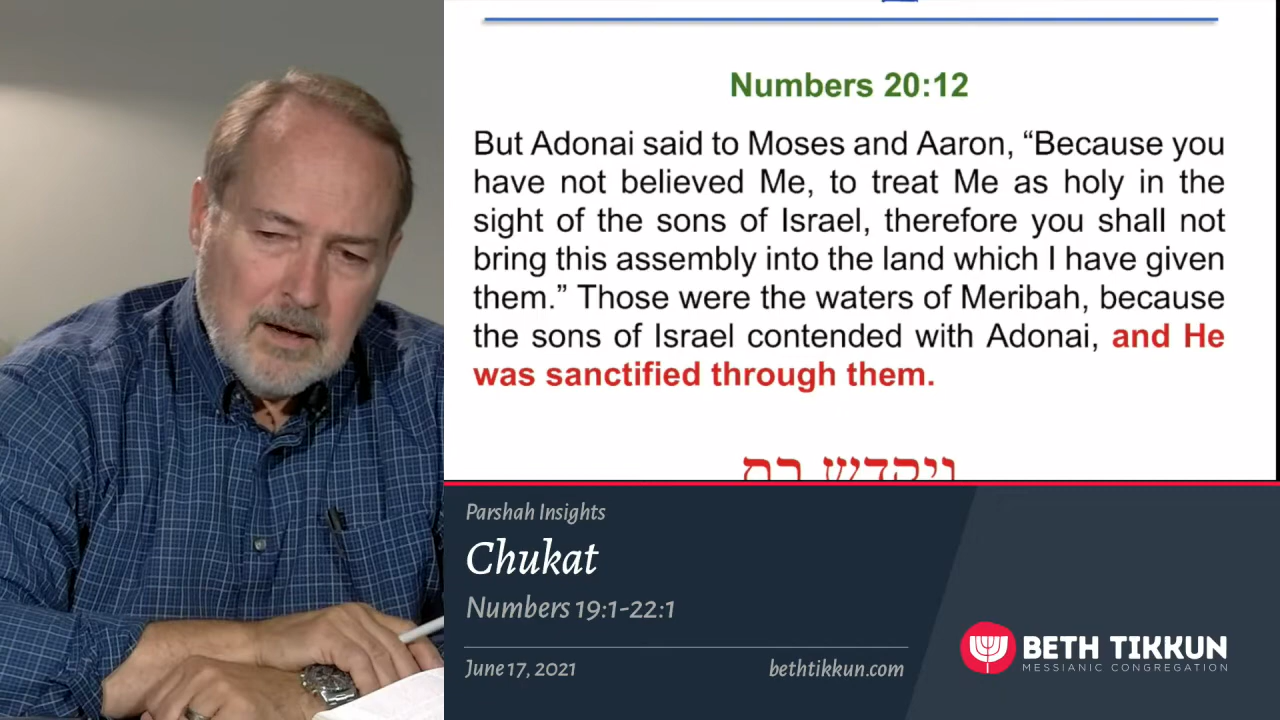 Numbers 20:12
But Adonai said to Moses and Aaron, “Because you
have not believed Me, to treat Me as holy in the
sight of the sons of Israel, therefore you shall not
bring this assembly into the land which I have given
them.” Those were the waters of Meribah, because
the sons of Israel contended with Adonai, and He
was sanctified through them.
Parshah Insights
Chukat
Numbers 19:1-22:1
June 17, 2021
bethtikkun.com
BETH TIKKUN
MESSIANIC CONGREGATION